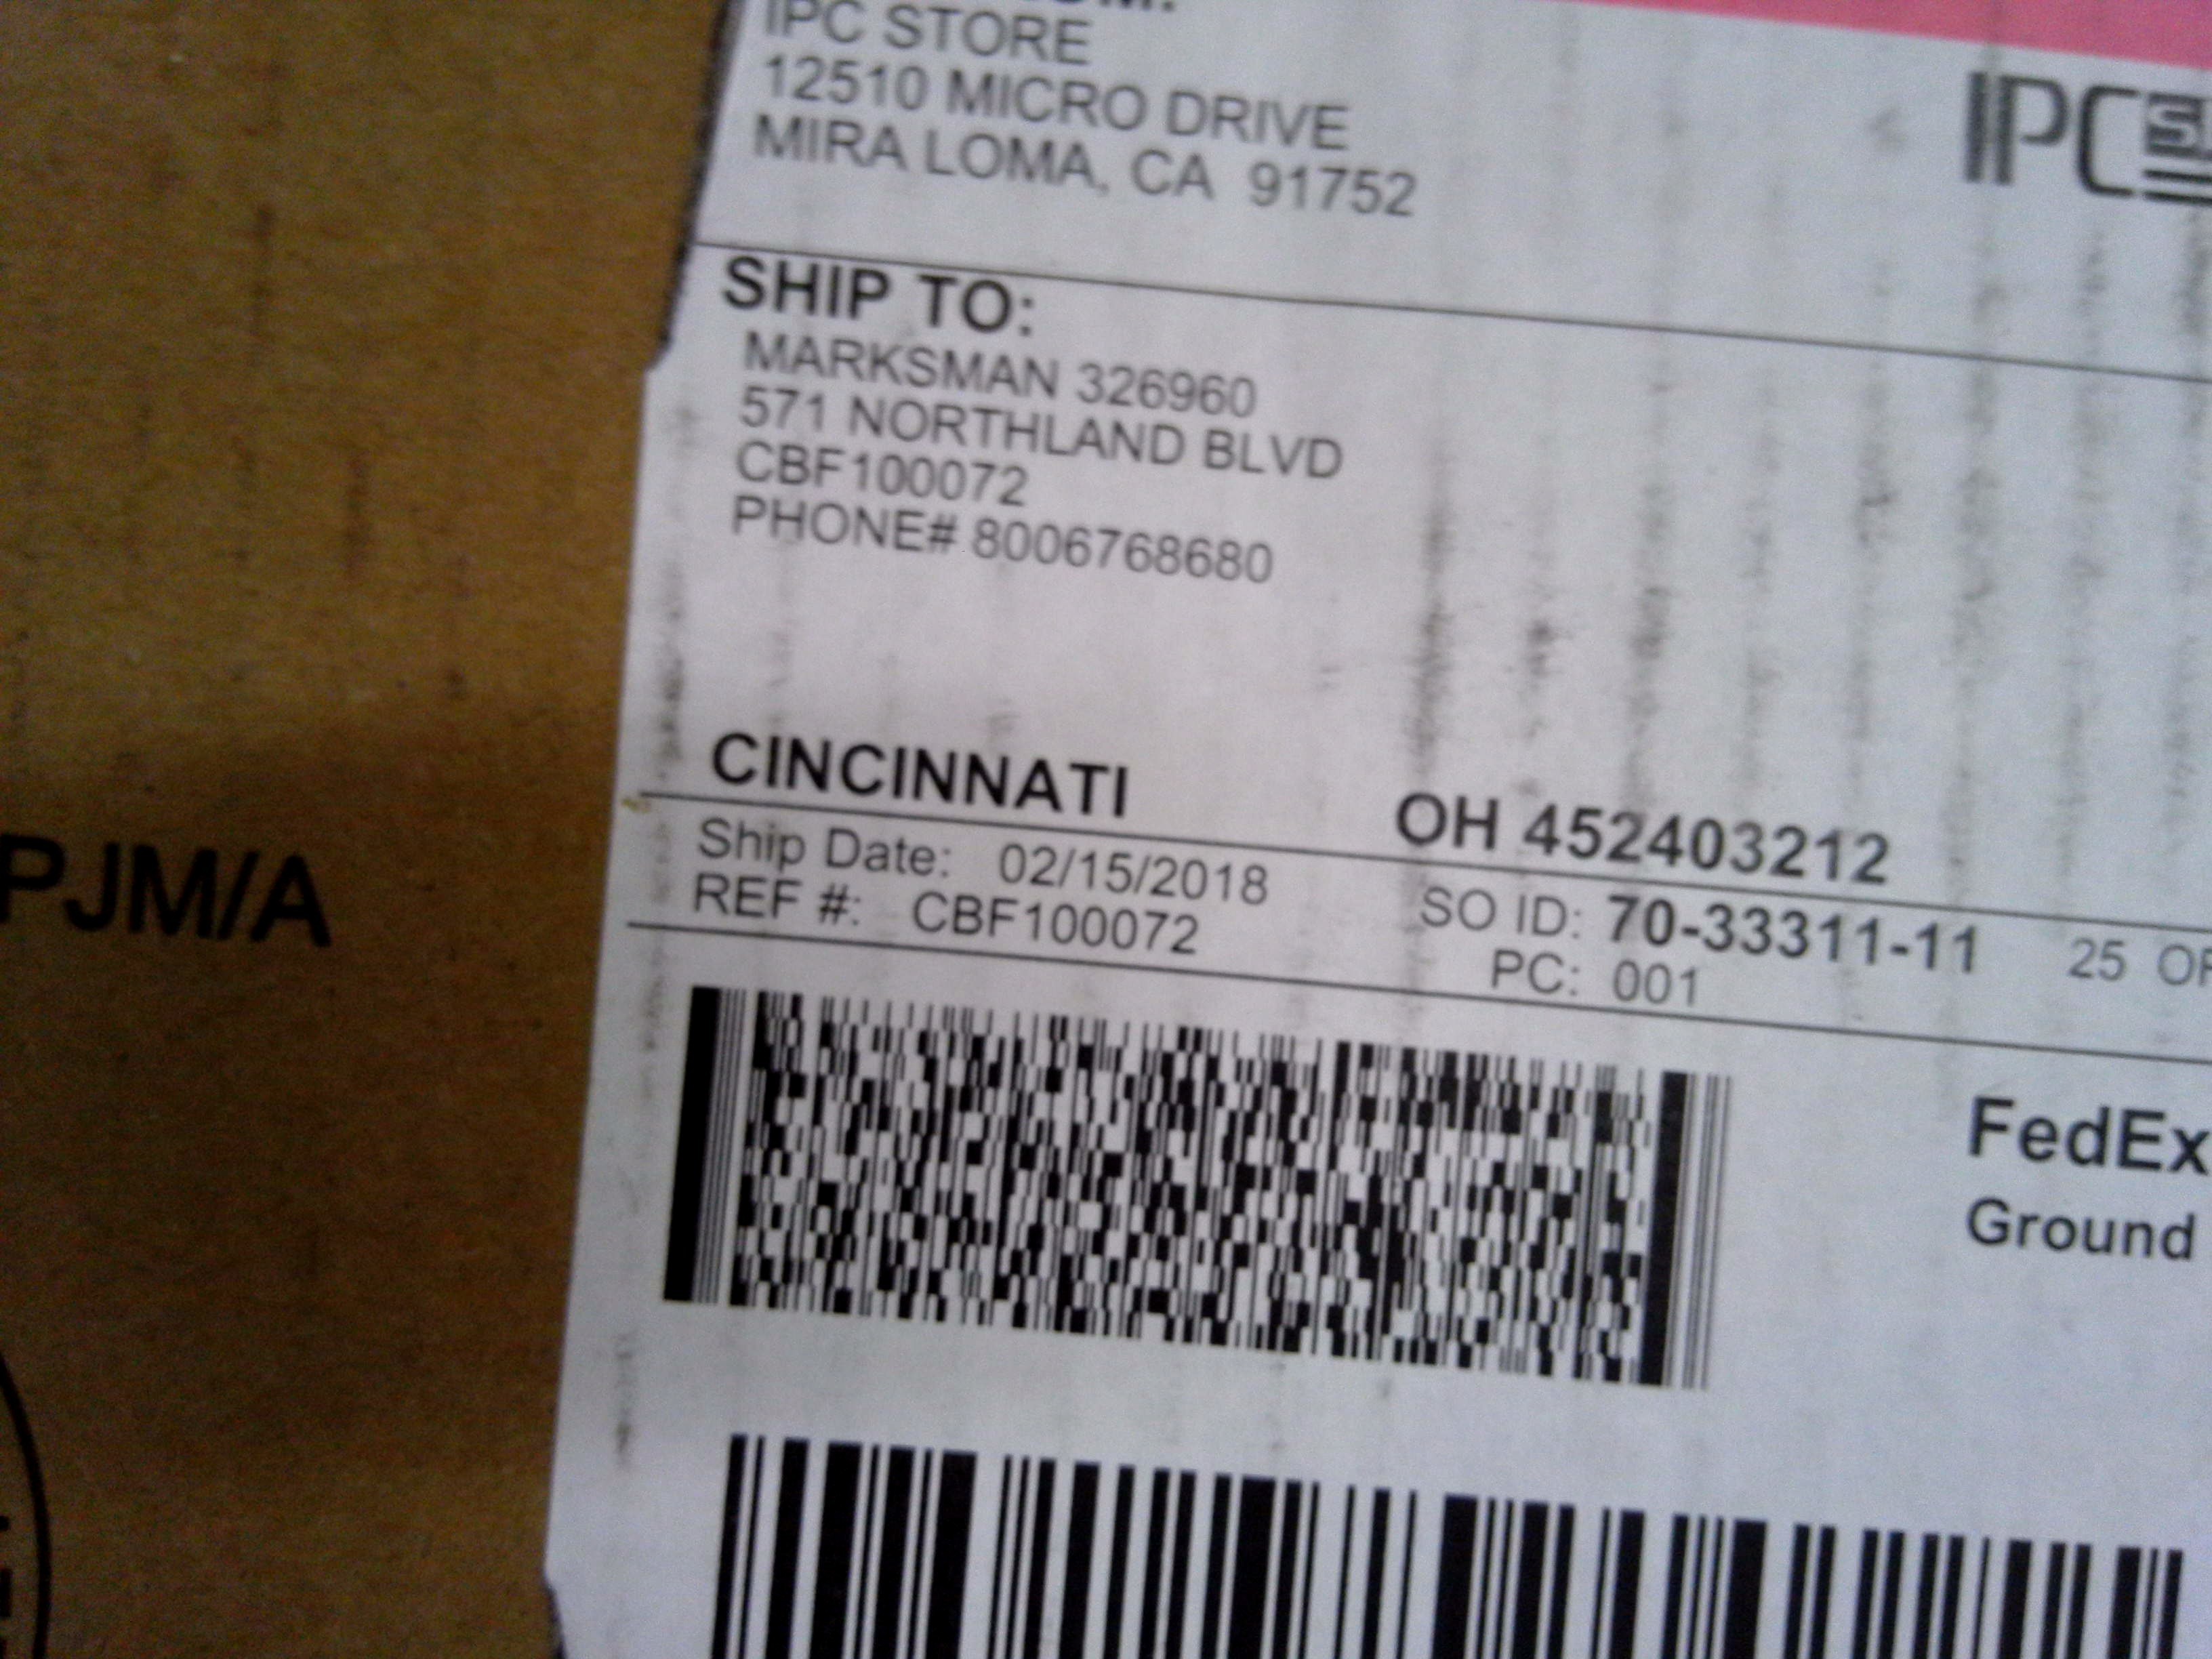 IPC STORE
12510 MICRO DRIVE
MIRA LOMA, CA 91752
IPC
SHIP TO:
MARKSMAN 326960
571 NORTHLAND BLVD
CBF100072
PHONE# 8006768680
CINCINNATI OH 452403212
Ship Date: 02/15/2018 SO ID: 70-33311-11 25
REF #: CBF100072 PC: 001
PJM/A
FedEx
Ground